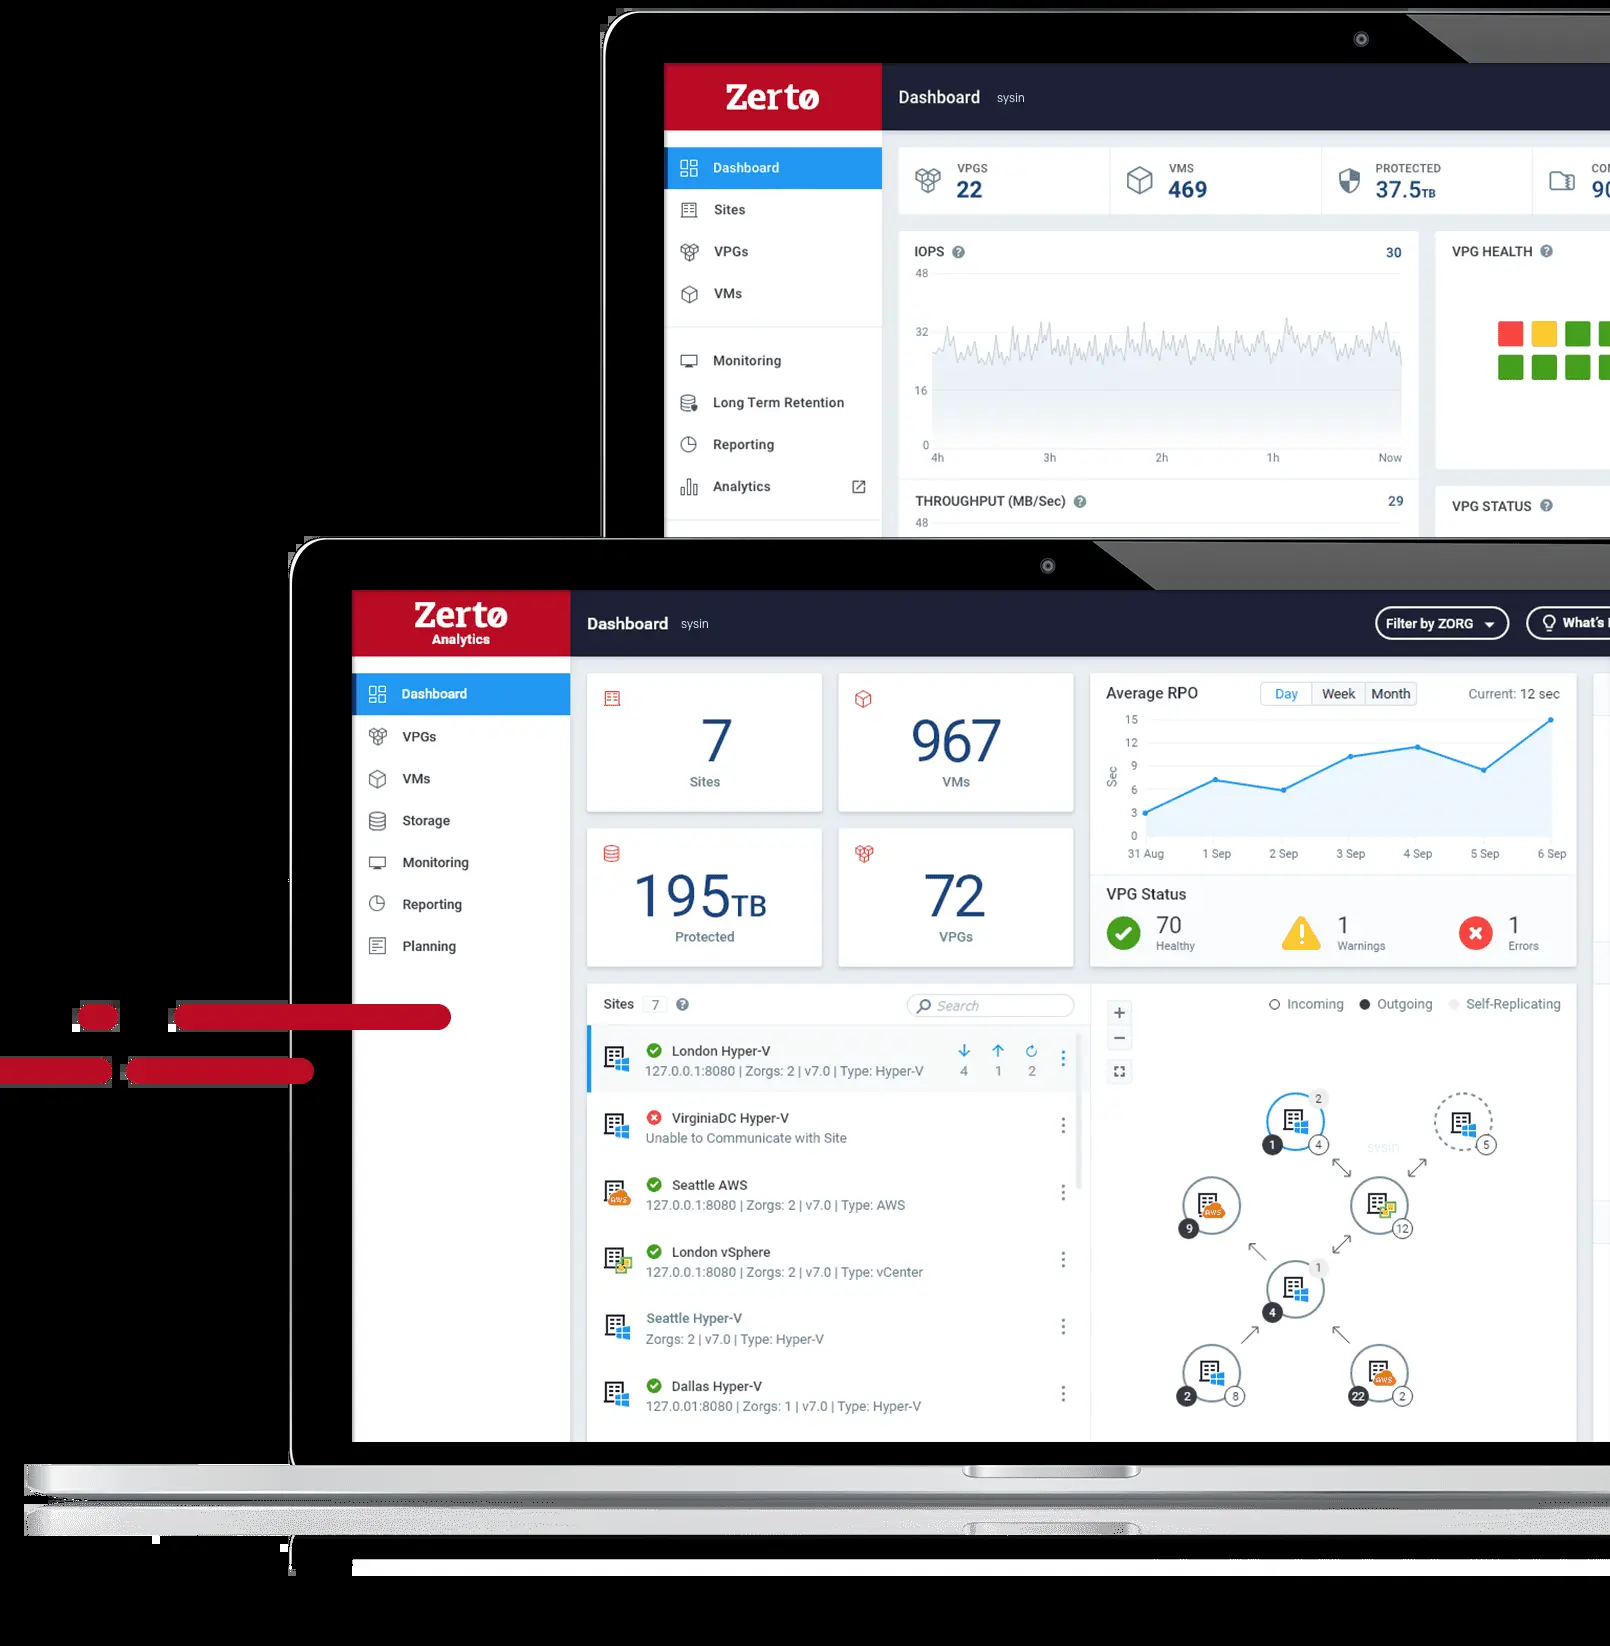 Zerto
Dashboard sysin
Dashboard
Sites
VPGs
VMs
Monitoring
Long Term Retention
Reporting
Analytics
VPGS
22
VMS
469
PROTECTED
37.5TB
IOPS 30
48
32
16
0
4h 3h 2h 1h Now
THROUGHPUT (MB/Sec) 29
48
VPG HEALTH
VPG STATUS
Zerto
Analytics
Dashboard sysin
Filter by ZORG
What's
Dashboard
VPGs
VMs
Storage
Monitoring
Reporting
Planning
7
Sites
967
VMs
195TB
Protected
72
VPGs
Average RPO Day Week Month Current: 12 sec
Sec
15
12
9
6
3
0
31 Aug 1 Sep 2 Sep 3 Sep 4 Sep 5 Sep 6 Sep
VPG Status
70
Healthy
1
Warnings
1
Errors
Sites 7 Search
London Hyper-V
127.0.0.1:8080 | Zorgs: 2 | v7.0 | Type: Hyper-V
4 1 2
VirginiaDC Hyper-V
Unable to Communicate with Site
Seattle AWS
127.0.0.1:8080 | Zorgs: 2 | v7.0 | Type: AWS
London vSphere
127.0.0.1:8080 | Zorgs: 2 | v7.0 | Type: vCenter
Seattle Hyper-V
Zorgs: 2 | v7.0 | Type: Hyper-V
Dallas Hyper-V
127.0.01:8080 | Zorgs: 1 | v7.0 | Type: Hyper-V
Incoming Outgoing Self-Replicating
2
1 4
5
sysin
AWS
9
12
1
4
2 8
AWS
22 2